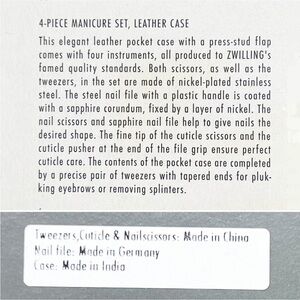 4-PIECE MANICURE SET, LEATHER CASE
This elegant leather pocket case with a press-stud flap
comes with four instruments, all produced to ZWILLING's
famed quality standards. Both scissors, as well as the
tweezers, in the set are made of nickel-plated stainless
steel. The steel nail file with a plastic handle is coated
with a sapphire corundum, fixed by a layer of nickel. The
nail scissors and sapphire nail file help to give nails the
desired shape. The fine tip of the cuticle scissors and the
cuticle pusher at the end of the file grip ensure perfect
cuticle care. The contents of the pocket case are completed
by a precise pair of tweezers with tapered ends for pluk-
king eyebrows or removing splinters.
Tweezers,Cuticle & Nailscissors: Made in China
Nail file: Made in Germany
Case: Made in India